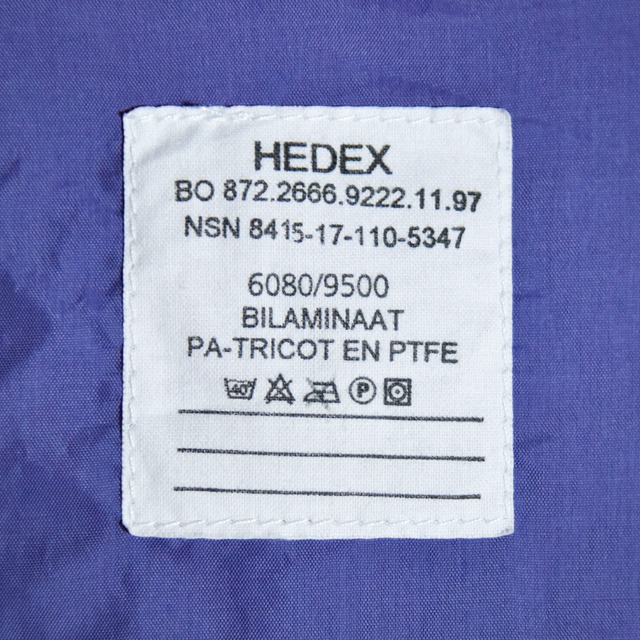 HEDEX
BO 872.2666.9222.11.97
NSN 8415-17-110-5347
6080/9500
BILAMINAAT
PA-TRICOT EN PTFE
40° P